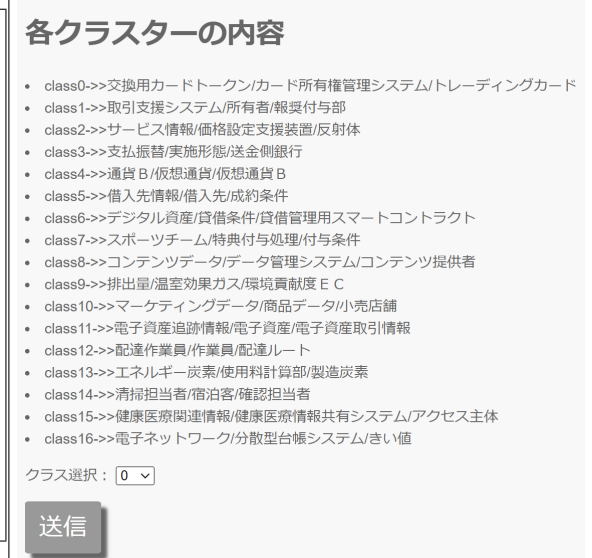 各クラスターの内容
• class0->>交換用カードトークン/カード所有権管理システム/トレーディングカード
• class1->>取引支援システム/所有者/報奨付与部
• class2->>サービス情報/価格設定支援装置/反射体
• class3->>支払振替/実施形態/送金側銀行
• class4->>通貨Ｂ/仮想通貨/仮想通貨Ｂ
• class5->>借入先情報/借入先/成約条件
• class6->>デジタル資産/貸借条件/貸借管理用スマートコントラクト
• class7->>スポーツチーム/特典付与処理/付与条件
• class8->>コンテンツデータ/データ管理システム/コンテンツ提供者
• class9->>排出量/温室効果ガス/環境貢献度ＥＣ
• class10->>マーケティングデータ/商品データ/小売店舗
• class11->>電子資産追跡情報/電子資産/電子資産取引情報
• class12->>配達作業員/作業員/配達ルート
• class13->>エネルギー炭素/使用料計算部/製造炭素
• class14->>清掃担当者/宿泊客/確認担当者
• class15->>健康医療関連情報/健康医療情報共有システム/アクセス主体
• class16->>電子ネットワーク/分散型台帳システム/きい値
クラス選択： 0
送信